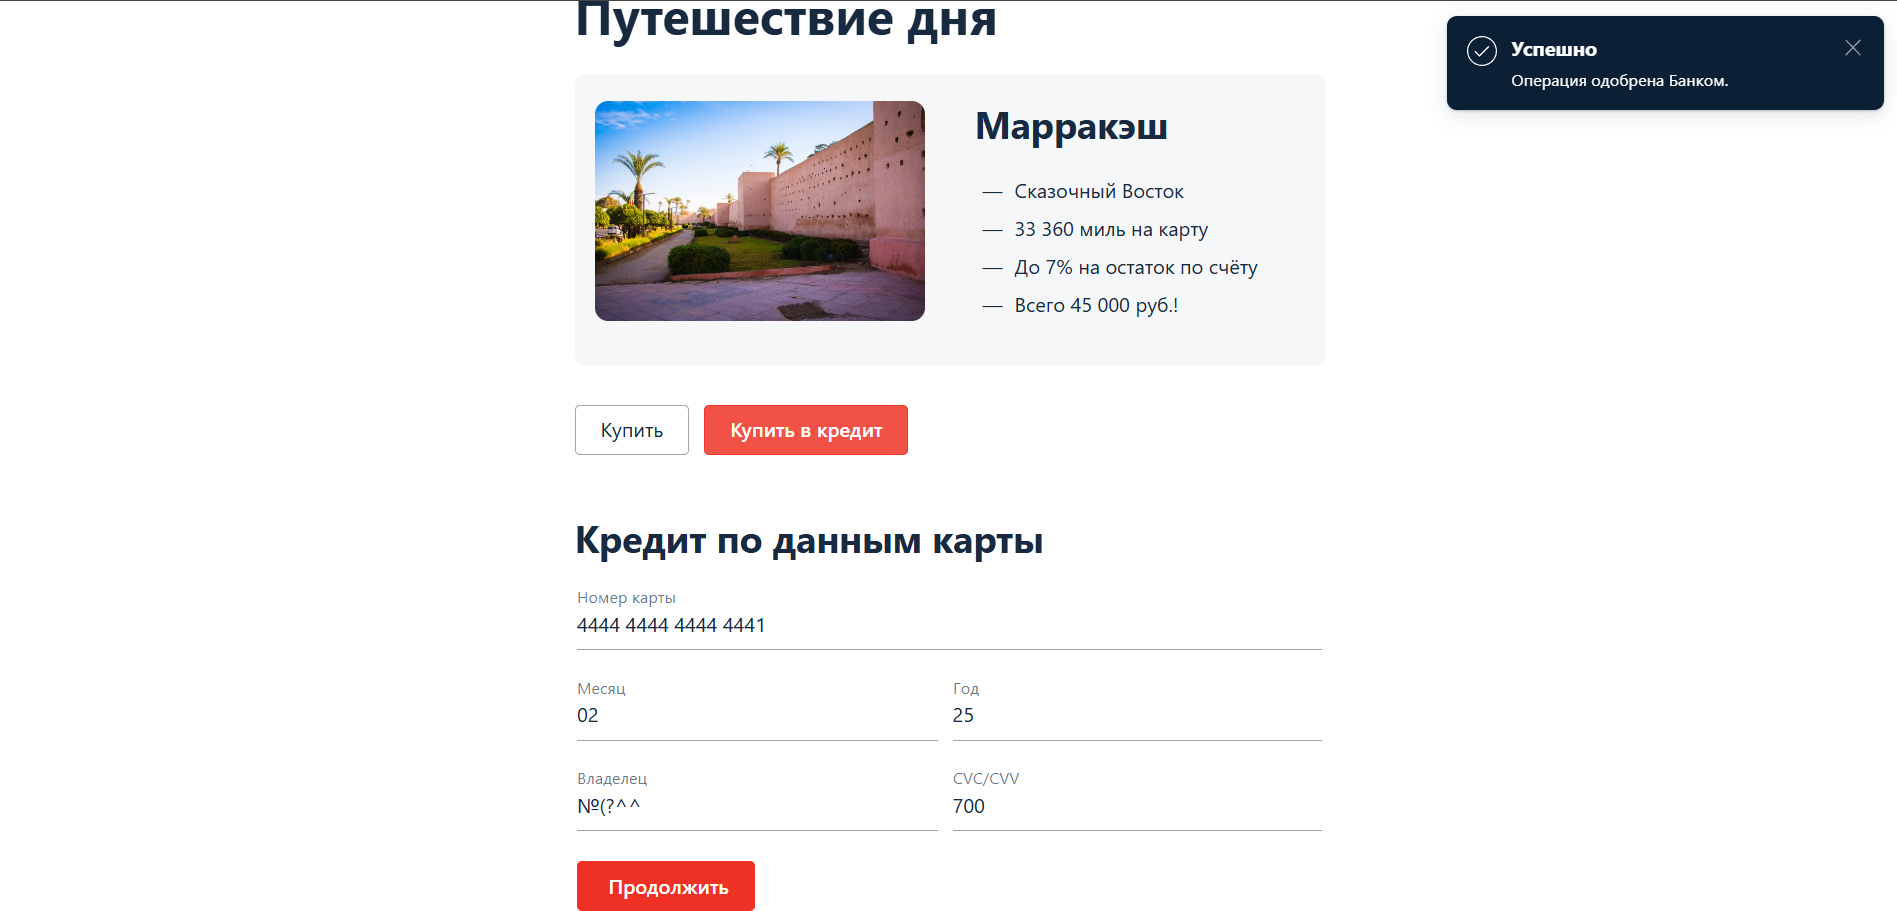 Путешествие дня
Успешно
Операция одобрена Банком.
Марракэш
— Сказочный Восток
— 33 360 миль на карту
— До 7% на остаток по счёту
— Всего 45 000 руб.!
Купить
Купить в кредит
Кредит по данным карты
Номер карты
4444 4444 4444 4441
Месяц
02
Год
25
Владелец
№(?^^
CVC/CVV
700
Продолжить